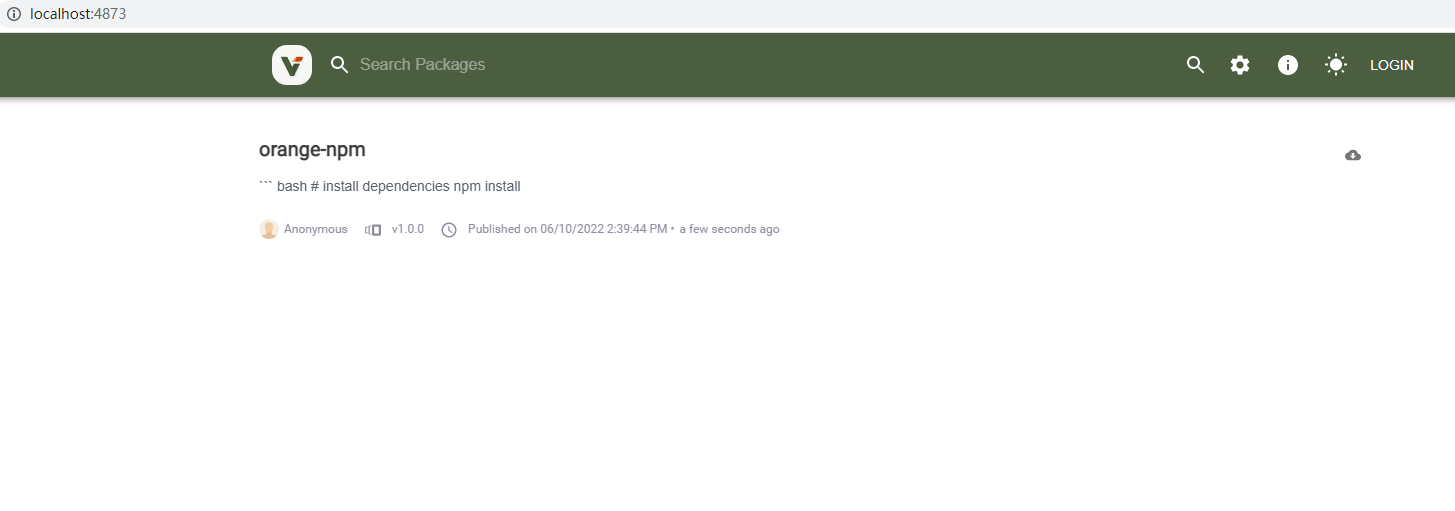 localhost:4873
Search Packages
LOGIN
orange-npm
``` bash # install dependencies npm install
Anonymous v1.0.0 Published on 06/10/2022 2:39:44 PM • a few seconds ago